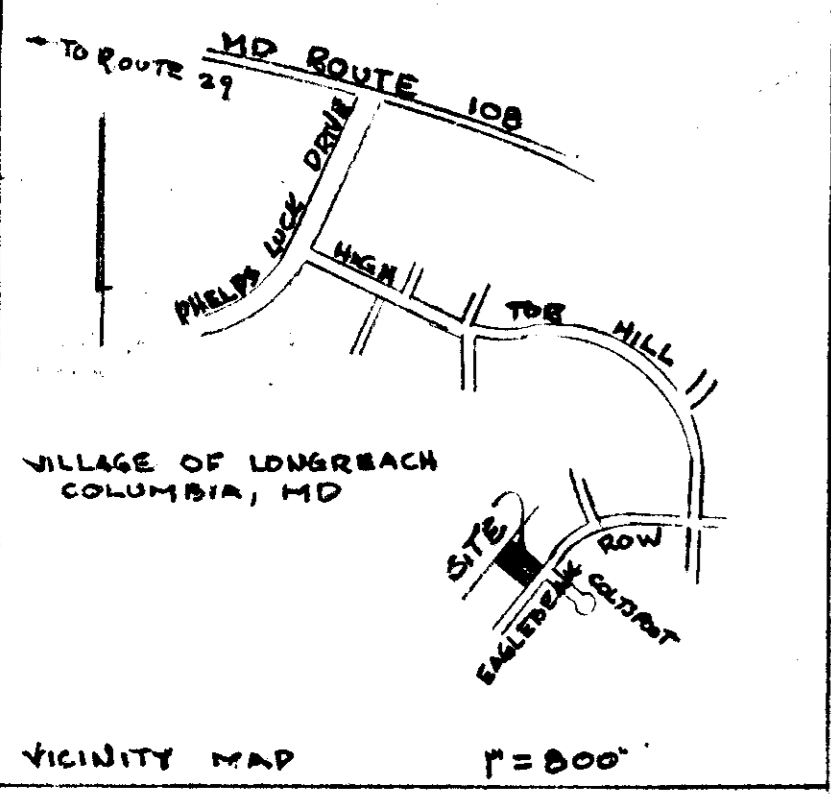 ← TO ROUTE 29
MD ROUTE 108
PHELPS LUCK DRIVE
HIGH TOR HILL
VILLAGE OF LONGREACH
COLUMBIA, MD
SITE
ROW
EAGLEBEAK
COLTSFOOT
VICINITY MAP 1" = 800"